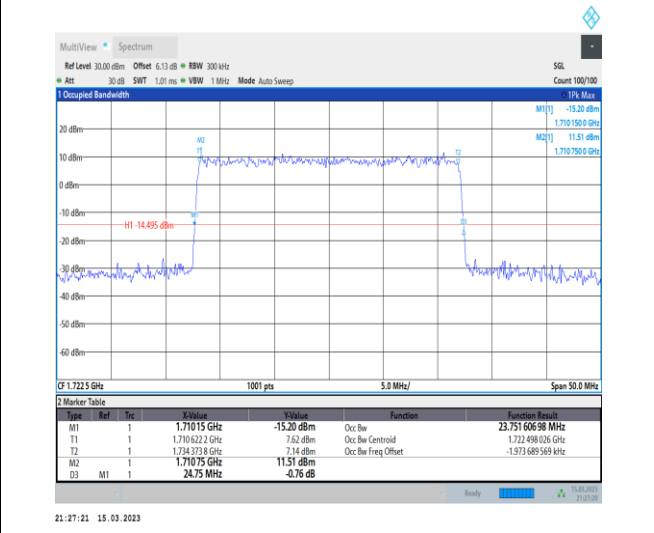 MultiView Spectrum
Ref Level 30.00 dBm Offset 6.13 dB RBW 300 kHz SGL
Att 30 dB SWT 1.01 ms VBW 1 MHz Mode Auto Sweep Count 100/100
1 Occupied Bandwidth 1Pk Max
M1[1] -15.20 dBm
1.710150 0 GHz
20 dBm M2 M2[1] 11.51 dBm
1.710750 0 GHz
T1 T2
10 dBm
0 dBm
-10 dBm
M1 D3
H1 -14.495 dBm
-20 dBm
-30 dBm
-40 dBm
-50 dBm
-60 dBm
CF 1.722 5 GHz 1001 pts 5.0 MHz/ Span 50.0 MHz
2 Marker Table
Type Ref Trc X-Value Y-Value Function Function Result
M1 1 1.71015 GHz -15.20 dBm Occ Bw 23.751 606 98 MHz
T1 1 1.710 622 2 GHz 7.62 dBm Occ Bw Centroid 1.722 498 026 GHz
T2 1 1.734 373 8 GHz 7.14 dBm Occ Bw Freq Offset -1.973 689 569 kHz
M2 1 1.71075 GHz 11.51 dBm
D3 M1 1 24.75 MHz -0.76 dB
Ready 15.03.2023
21:27:20
21:27:21 15.03.2023